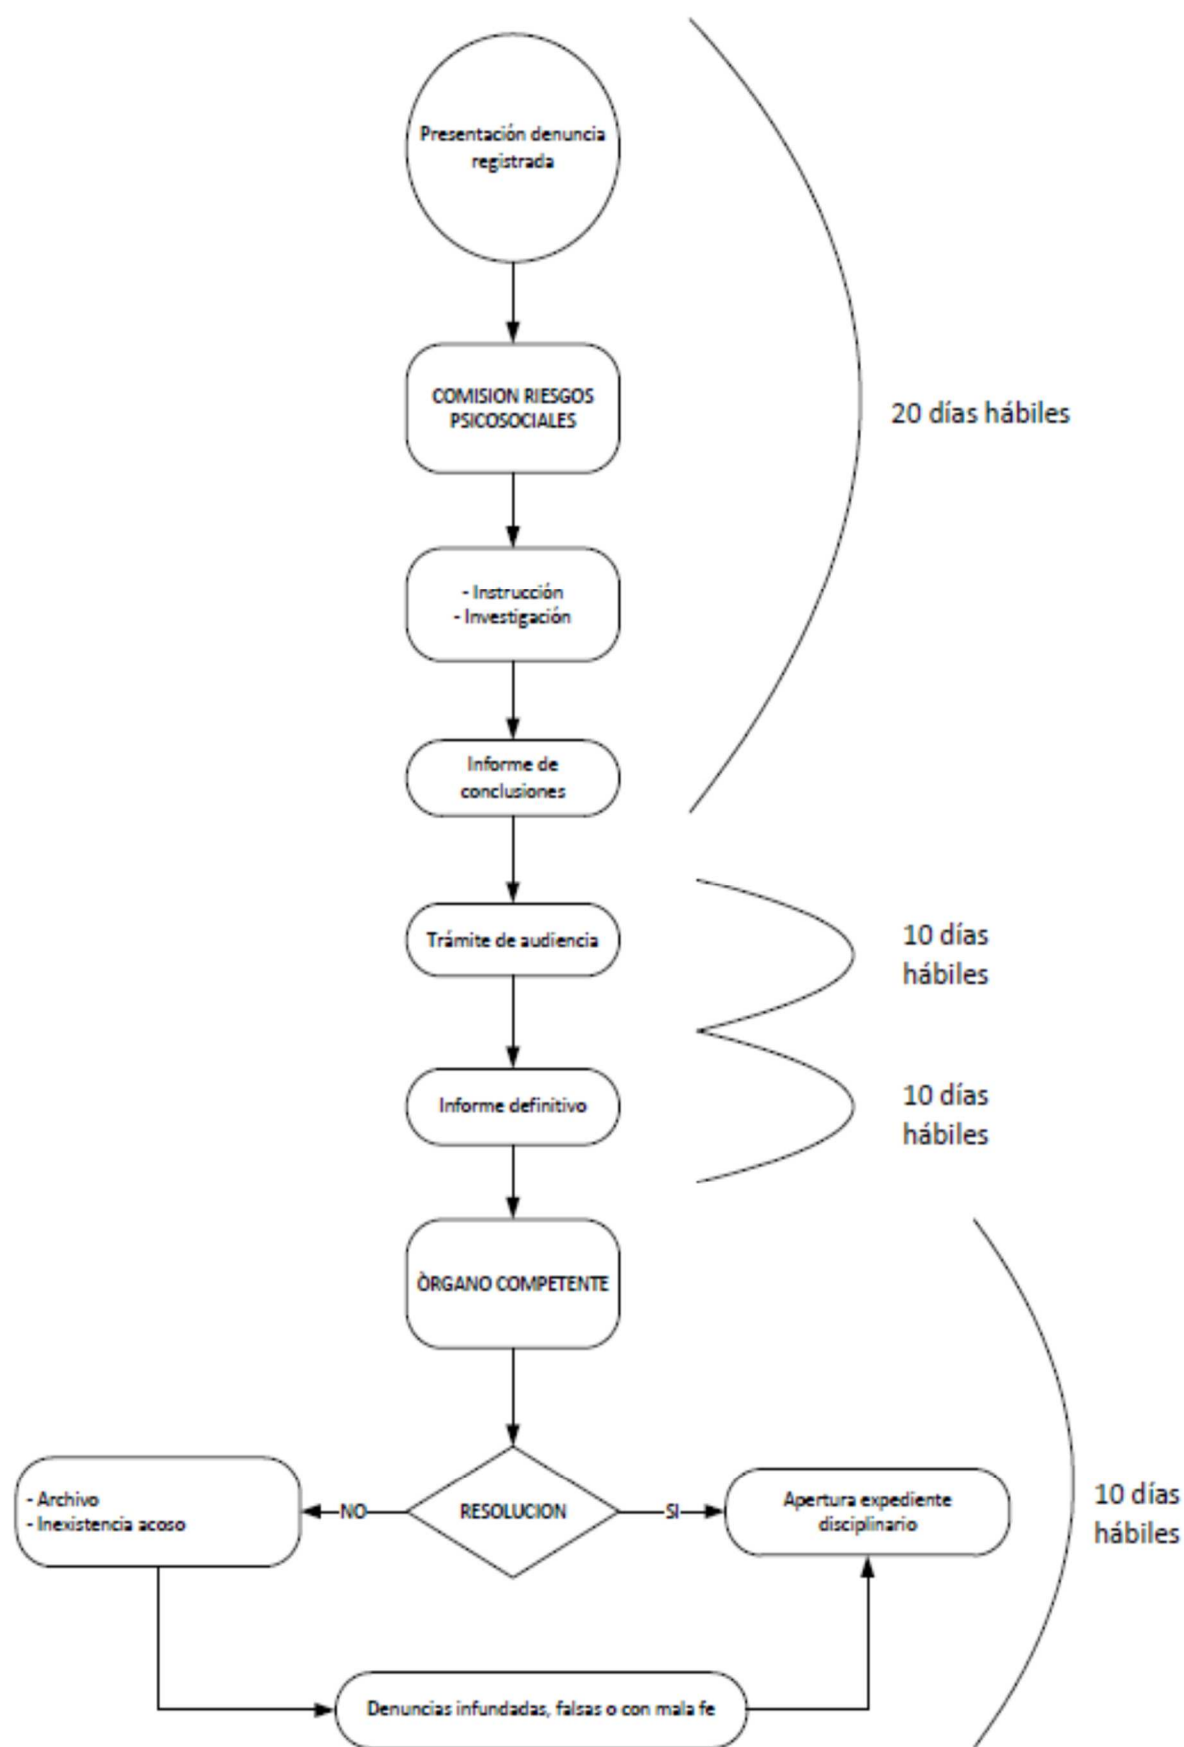 Presentación denuncia
registrada
COMISION RIESGOS
PSICOSOCIALES
20 días hábiles
- Instrucción
- Investigación
Informe de
conclusiones
Trámite de audiencia
10 días
hábiles
Informe definitivo
10 días
hábiles
ÒRGANO COMPETENTE
- Archivo
- Inexistencia acoso
NO
RESOLUCION
SI
Apertura expediente
disciplinario
10 días
hábiles
Denuncias infundadas, falsas o con mala fe